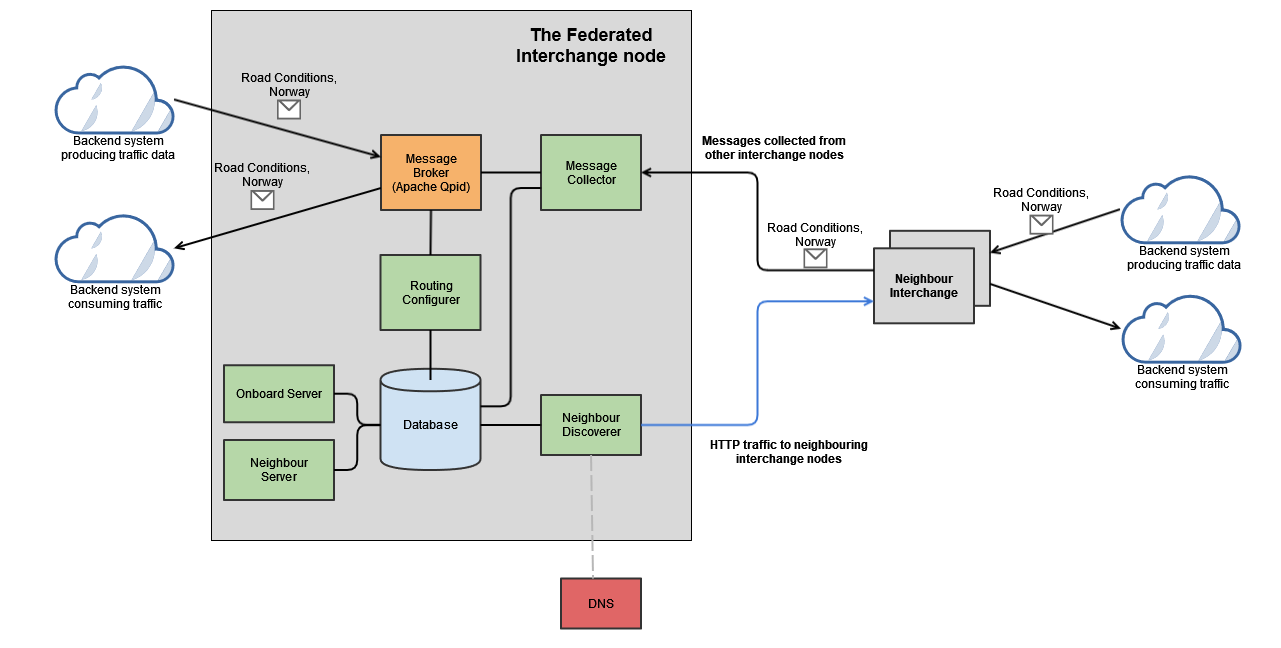 The Federated
Interchange node
Road Conditions,
Norway
Backend system
producing traffic data
Message
Broker
(Apache Qpid)
Message
Collector
Messages collected from
other interchange nodes
Road Conditions,
Norway
Backend system
consuming traffic
Road Conditions,
Norway
Backend system
producing traffic data
Road Conditions,
Norway
Neighbour
Interchange
Routing
Configurer
Backend system
consuming traffic
Onboard Server
Database
Neighbour
Discoverer
Neighbour
Server
HTTP traffic to neighbouring
interchange nodes
DNS